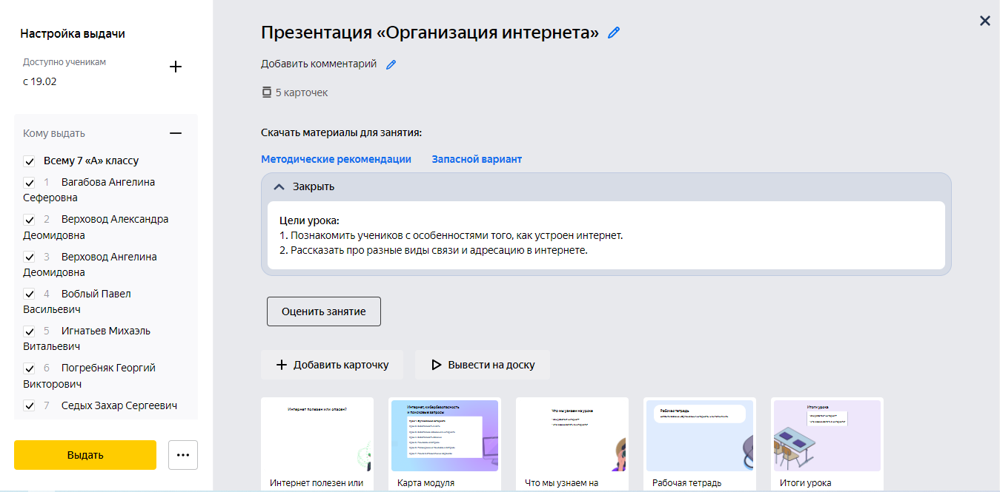 Настройка выдачи
Доступно ученикам
с 19.02
Кому выдать
Всему 7 «А» классу
1 Вагабова Ангелина
Сеферовна
2 Верховод Александра
Деомидовна
3 Верховод Ангелина
Деомидовна
4 Воблый Павел
Васильевич
5 Игнатьев Михаэль
Витальевич
6 Погребняк Георгий
Викторович
7 Седых Захар Сергеевич
Выдать
Презентация «Организация интернета»
Добавить комментарий
5 карточек
Скачать материалы для занятия:
Методические рекомендации Запасной вариант
Закрыть
Цели урока:
1. Познакомить учеников с особенностями того, как устроен интернет.
2. Рассказать про разные виды связи и адресацию в интернете.
Оценить занятие
Добавить карточку Вывести на доску
Интернет полезен или опасен?
Интернет полезен или
Интернет, кибербезопасность
и поисковые запросы
Карта модуля
Что мы узнаем на уроке
Что мы узнаем на
Рабочая тетрадь
Рабочая тетрадь
Итоги урока
Итоги урока